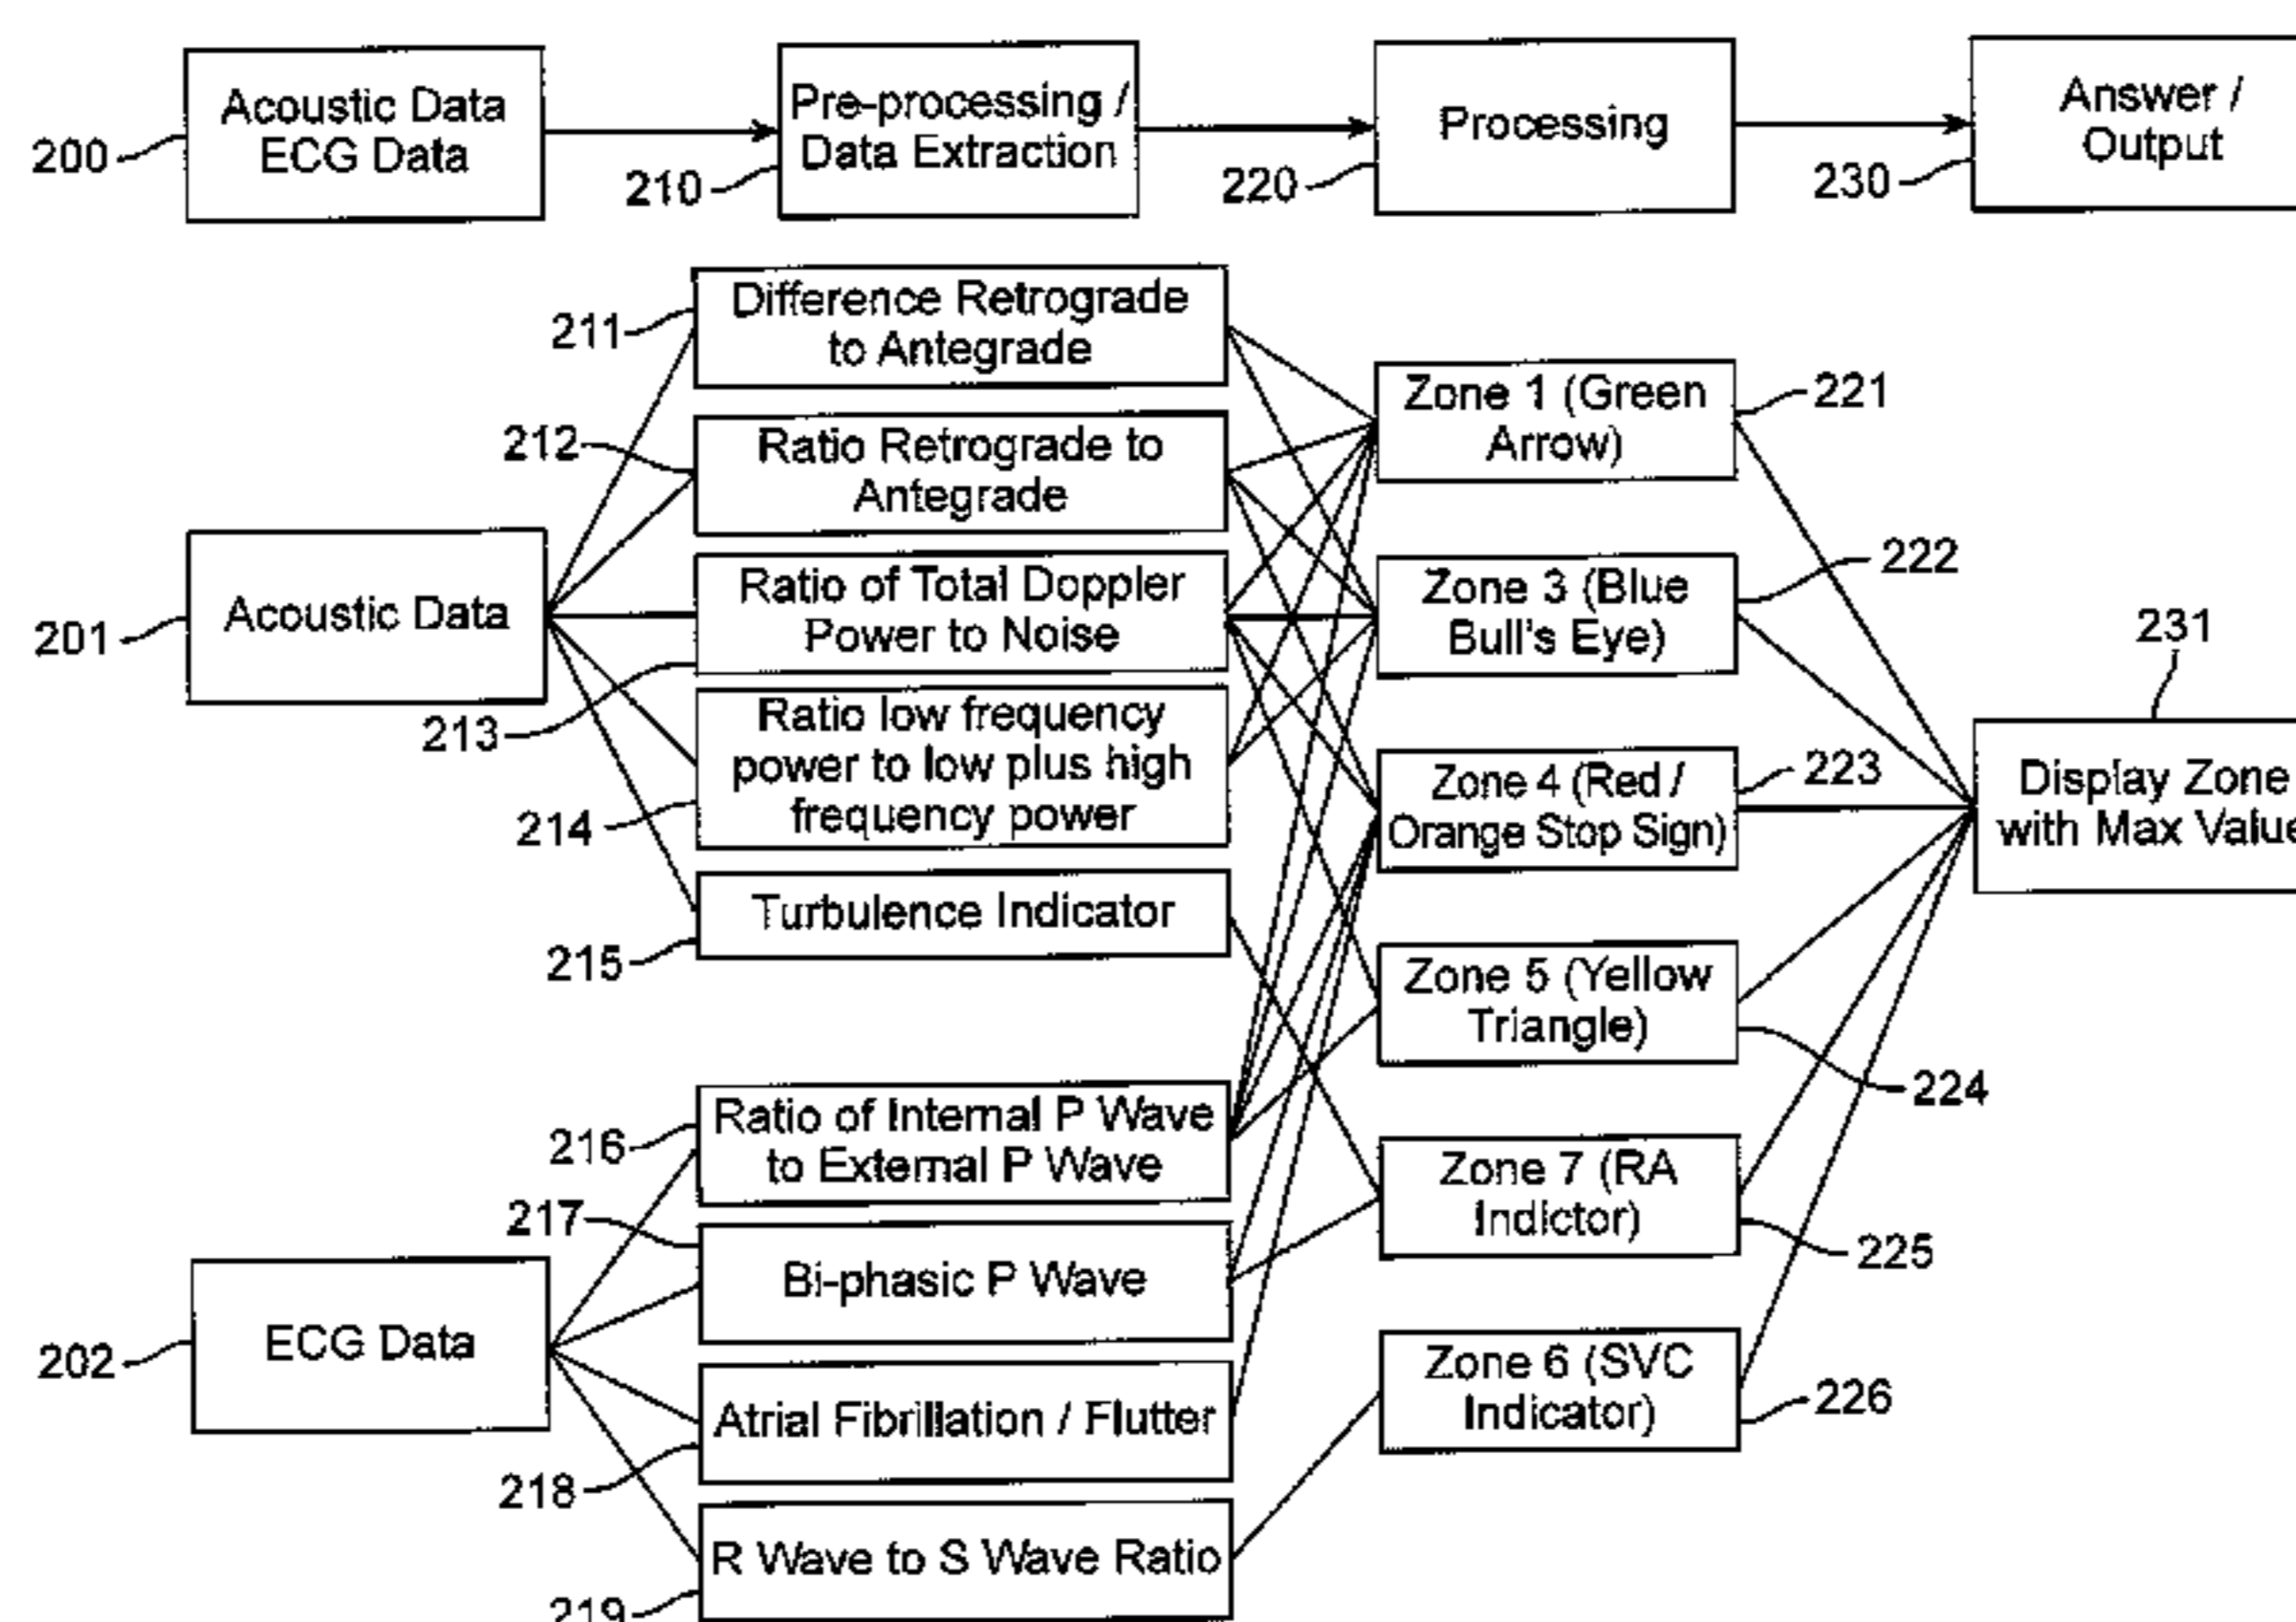 Acoustic Data
ECG Data
200
Pre-processing /
Data Extraction
210
Processing
220
Answer /
Output
230
Difference Retrograde
to Antegrade
211
Ratio Retrograde to
Antegrade
212
Ratio of Total Doppler
Power to Noise
213
Ratio low frequency
power to low plus high
frequency power
214
Turbulence Indicator
215
Acoustic Data
201
Ratio of Internal P Wave
to External P Wave
216
217
Bi-phasic P Wave
Atrial Fibrillation / Flutter
218
R Wave to S Wave Ratio
219
ECG Data
202
Zone 1 (Green
Arrow)
221
Zone 3 (Blue
Bull's Eye)
222
Zone 4 (Red /
Orange Stop Sign)
223
Zone 5 (Yellow
Triangle)
224
Zone 7 (RA
Indictor)
225
Zone 6 (SVC
Indicator)
226
231
Display Zone
with Max Value